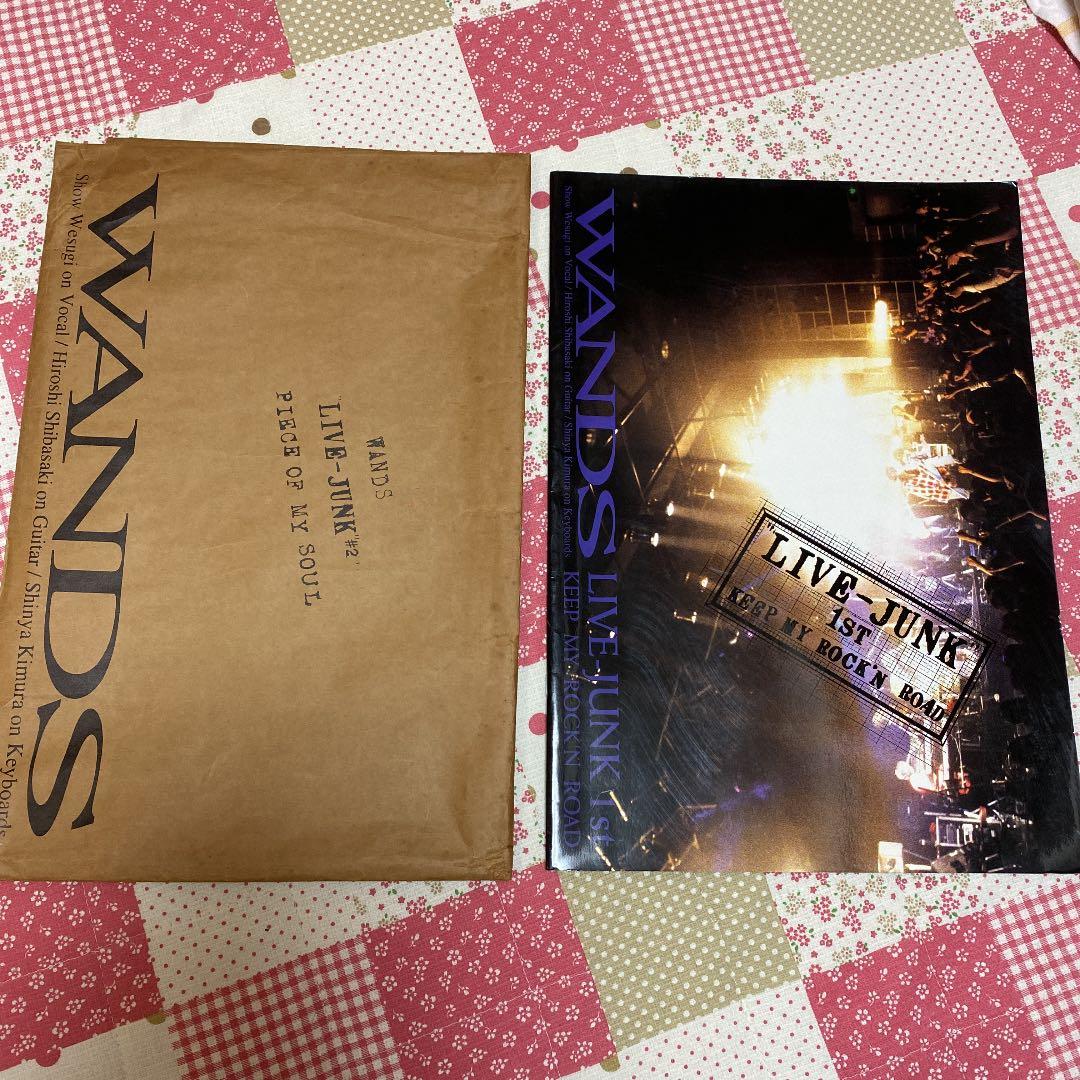 WANDS
Show Wesugi on Vocal / Hiroshi Shibasaki on Guitar / Shinya Kimura on Keyboards
WANDS
"LIVE-JUNK"#2"
PIECE OF MY SOUL
WANDS LIVE-JUNK 1st
Show Wesugi on Vocal / Hiroshi Shibasaki on Guitar / Shinya Kimura on Keyboards KEEP MY ROCK'N ROAD
"LIVE-JUNK"
1ST
KEEP MY ROCK'N ROAD